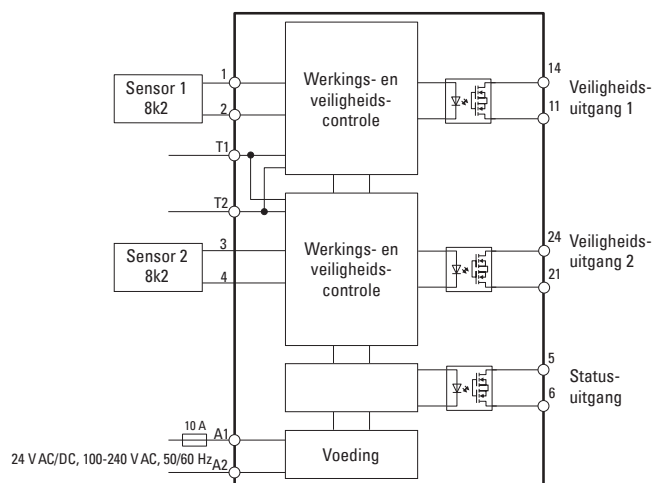 1
Sensor 1
8k2
2
T1
T2
3
Sensor 2
8k2
4
Werkings- en
veiligheids-
controle
Werkings- en
veiligheids-
controle
14
Veiligheids-
11
uitgang 1
24
Veiligheids-
uitgang 2
21
5
Status-
uitgang
6
10 A
A1
24 V AC/DC, 100-240 V AC, 50/60 Hz
A2
Voeding